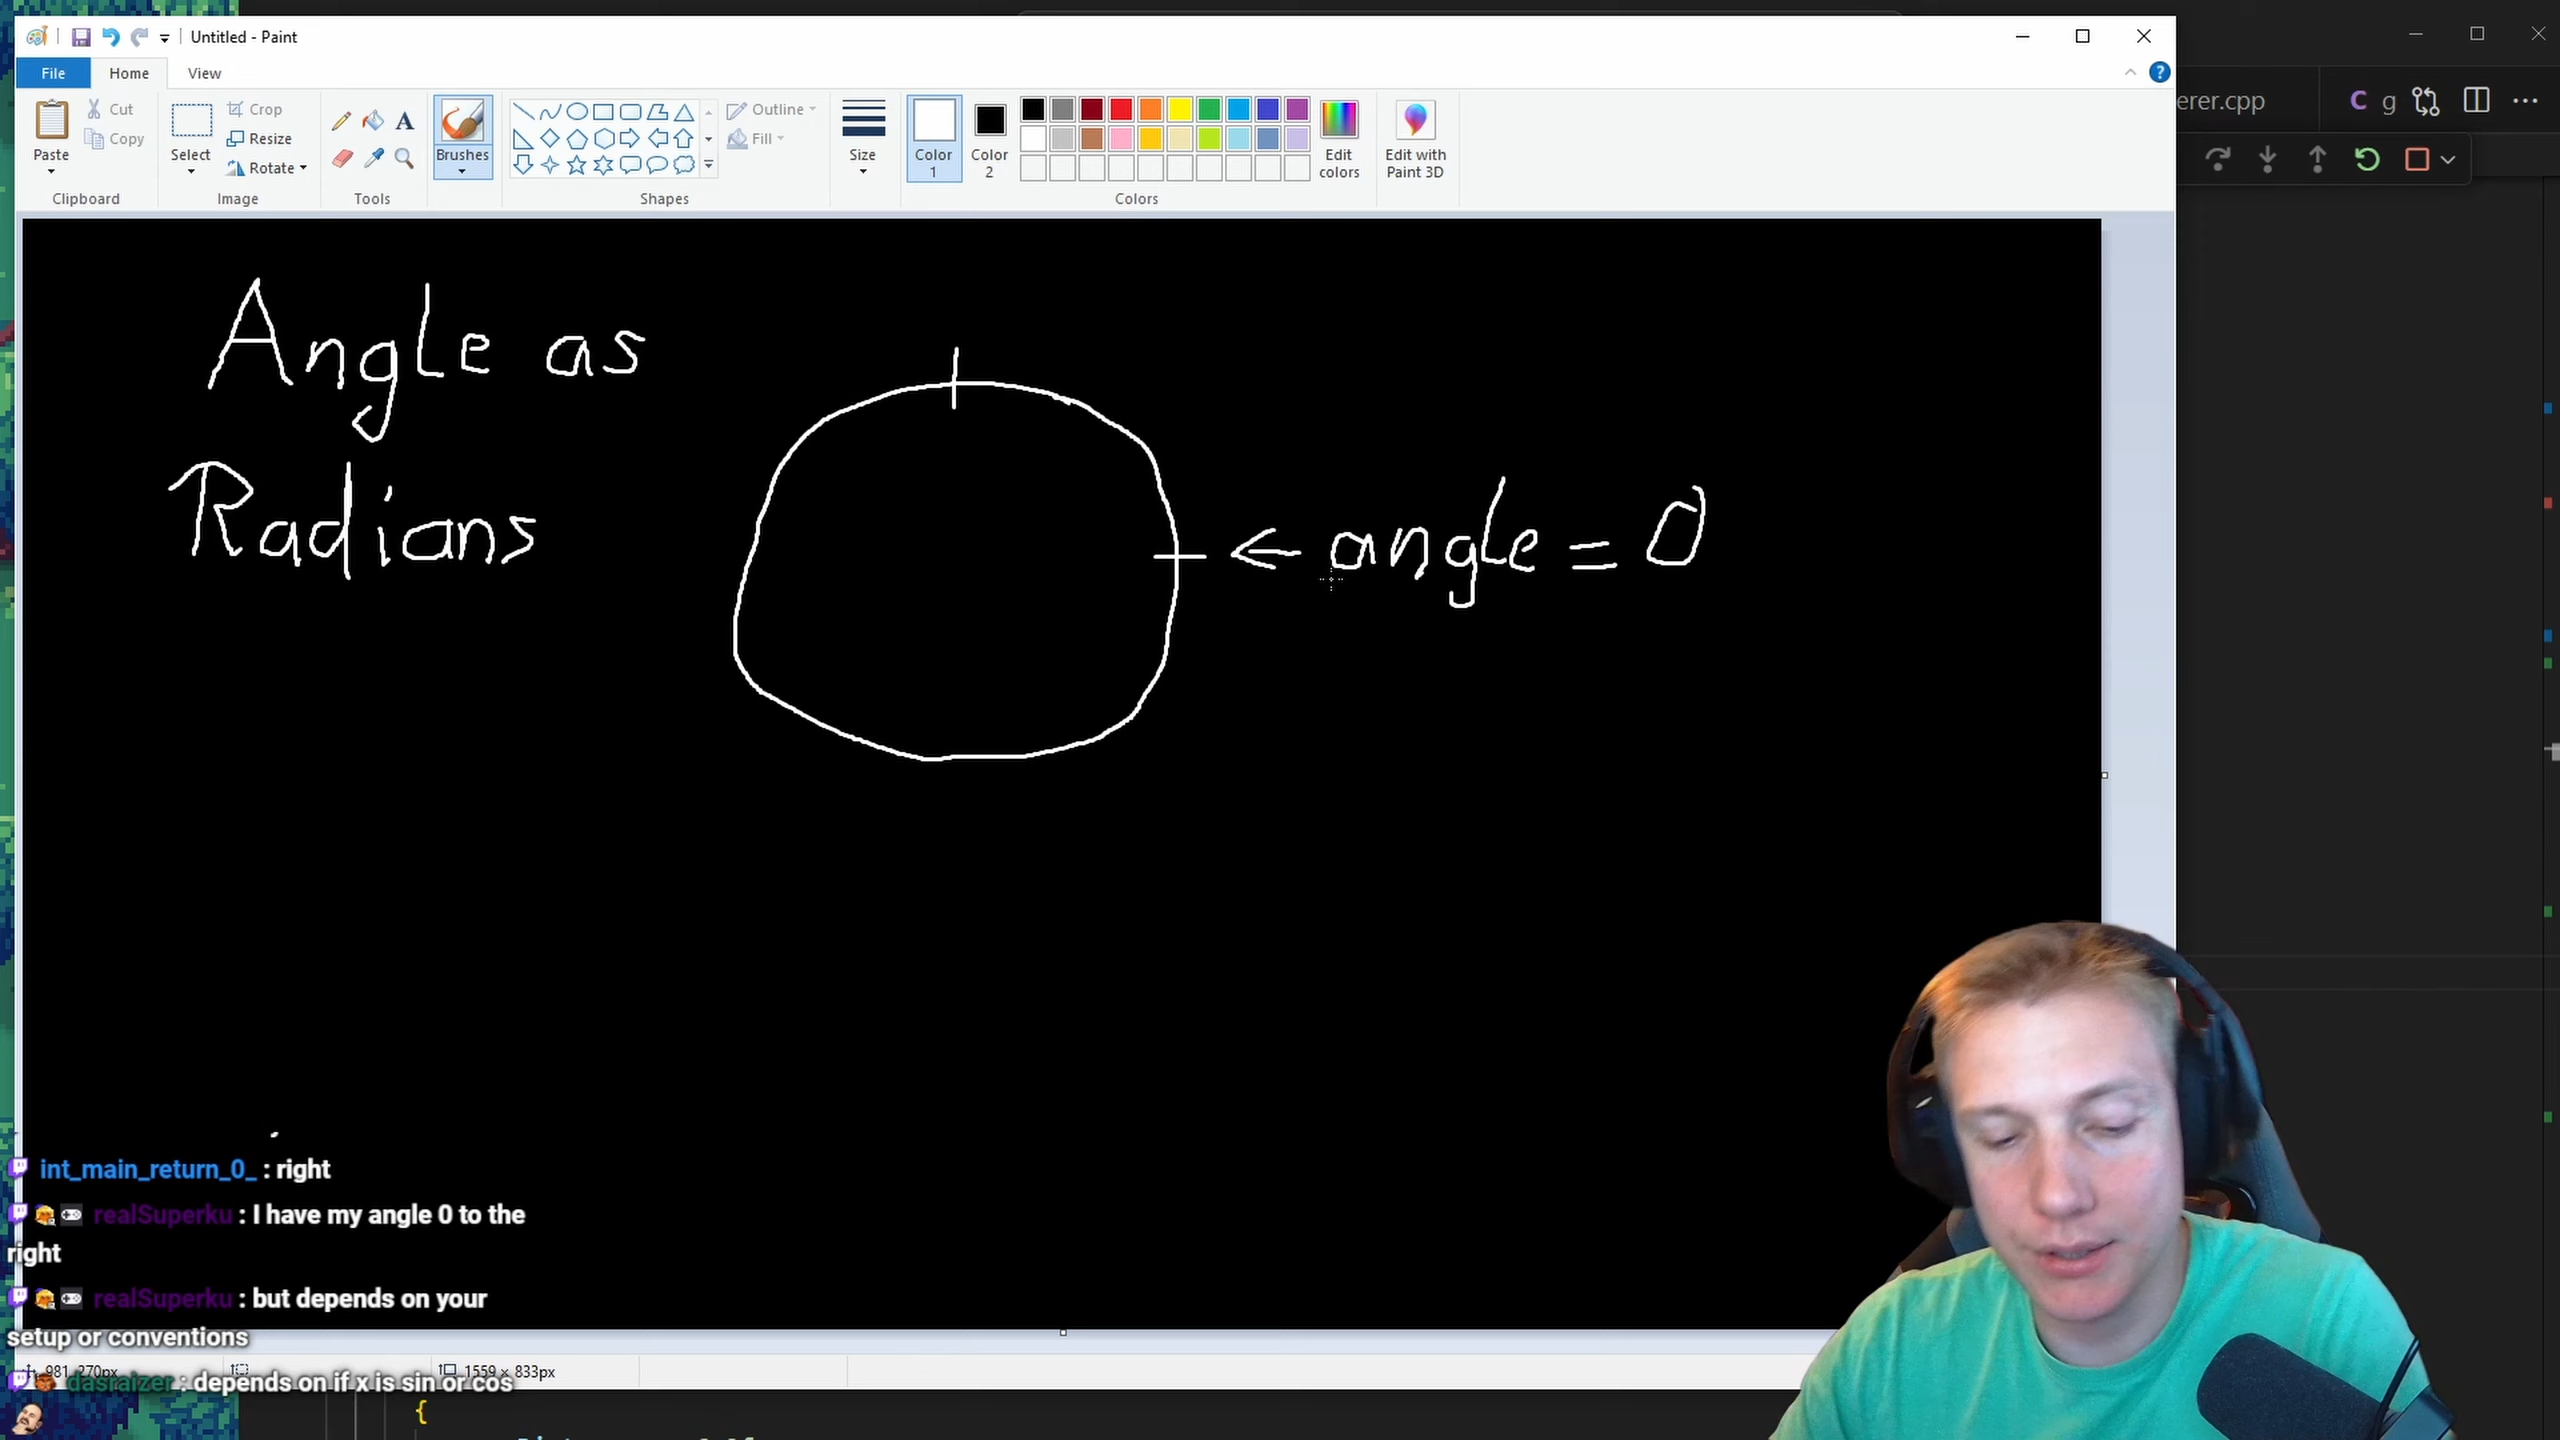 Untitled - Paint
File Home View
Cut
Copy
Paste
Clipboard
Select
Crop
Resize
Rotate
Image
Tools
Brushes
Outline
Fill
Shapes
Size
Color 1
Color 2
Edit colors
Edit with Paint 3D
Colors
erer.cpp
C g
Angle as
Radians
<- angle = 0
int_main_return_0_ : right
realSuperku : I have my angle 0 to the
right
realSuperku : but depends on your
setup or conventions
981, 270px
1559 × 833px
dasraizer : depends on if x is sin or cos
{